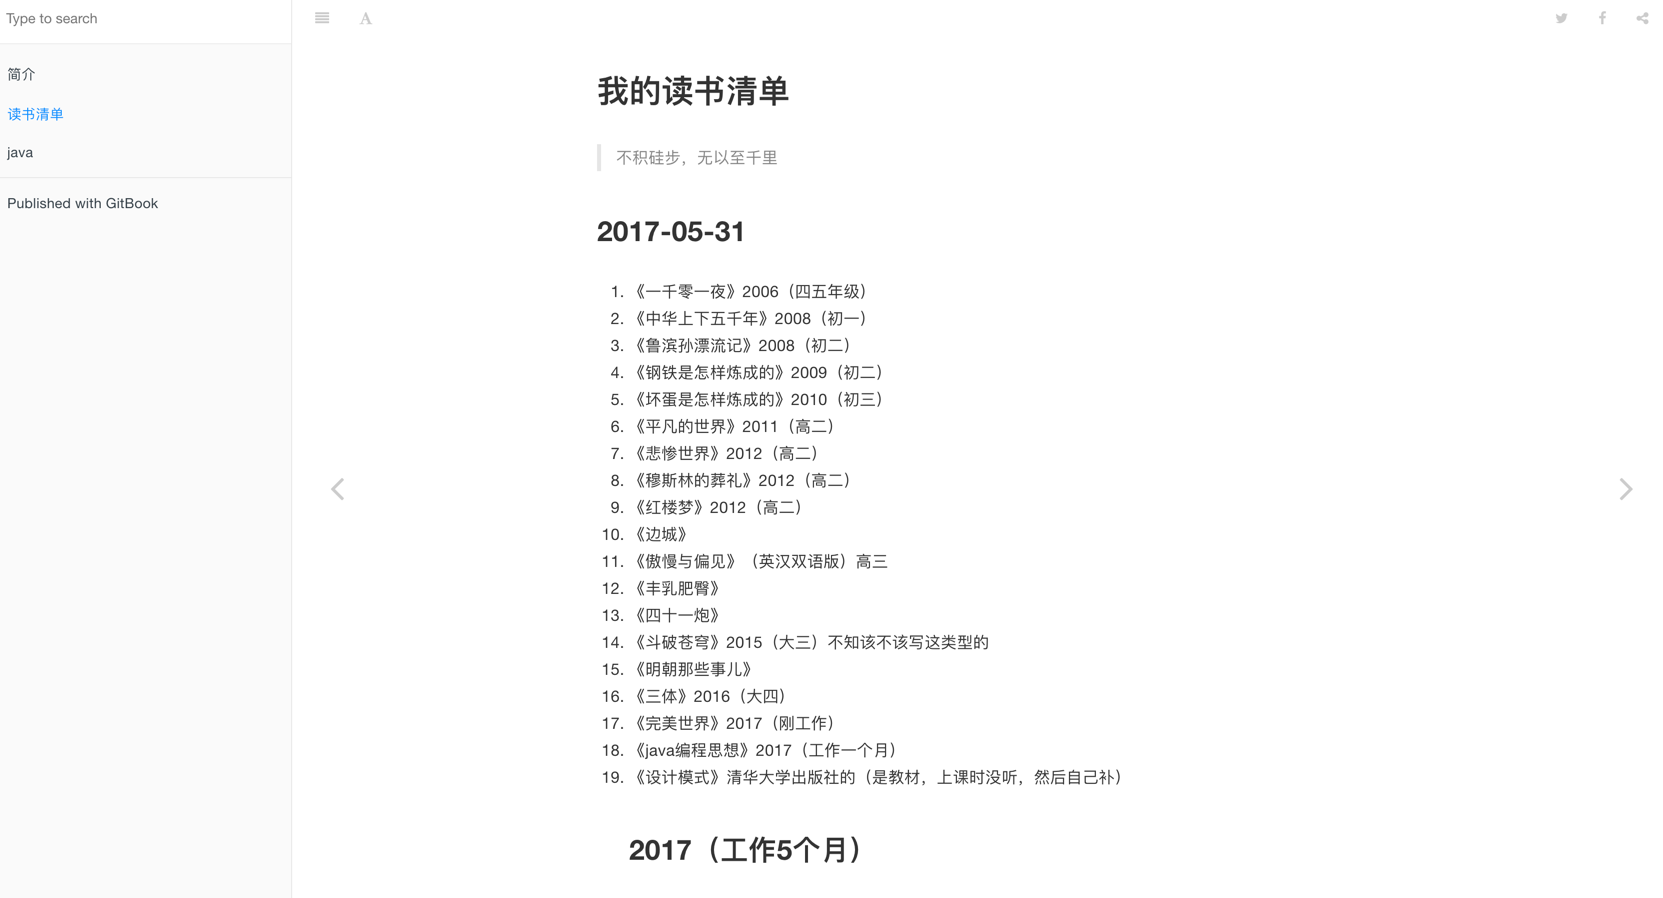 Type to search
简介
读书清单
java
Published with GitBook
A
我的读书清单
不积硅步，无以至千里
2017-05-31
1. 《一千零一夜》2006（四五年级）
2. 《中华上下五千年》2008（初一）
3. 《鲁滨孙漂流记》2008（初二）
4. 《钢铁是怎样炼成的》2009（初二）
5. 《坏蛋是怎样炼成的》2010（初三）
6. 《平凡的世界》2011（高二）
7. 《悲惨世界》2012（高二）
8. 《穆斯林的葬礼》2012（高二）
9. 《红楼梦》2012（高二）
10. 《边城》
11. 《傲慢与偏见》（英汉双语版）高三
12. 《丰乳肥臀》
13. 《四十一炮》
14. 《斗破苍穹》2015（大三）不知该不该写这类型的
15. 《明朝那些事儿》
16. 《三体》2016（大四）
17. 《完美世界》2017（刚工作）
18. 《java编程思想》2017（工作一个月）
19. 《设计模式》清华大学出版社的（是教材，上课时没听，然后自己补）
2017（工作5个月）